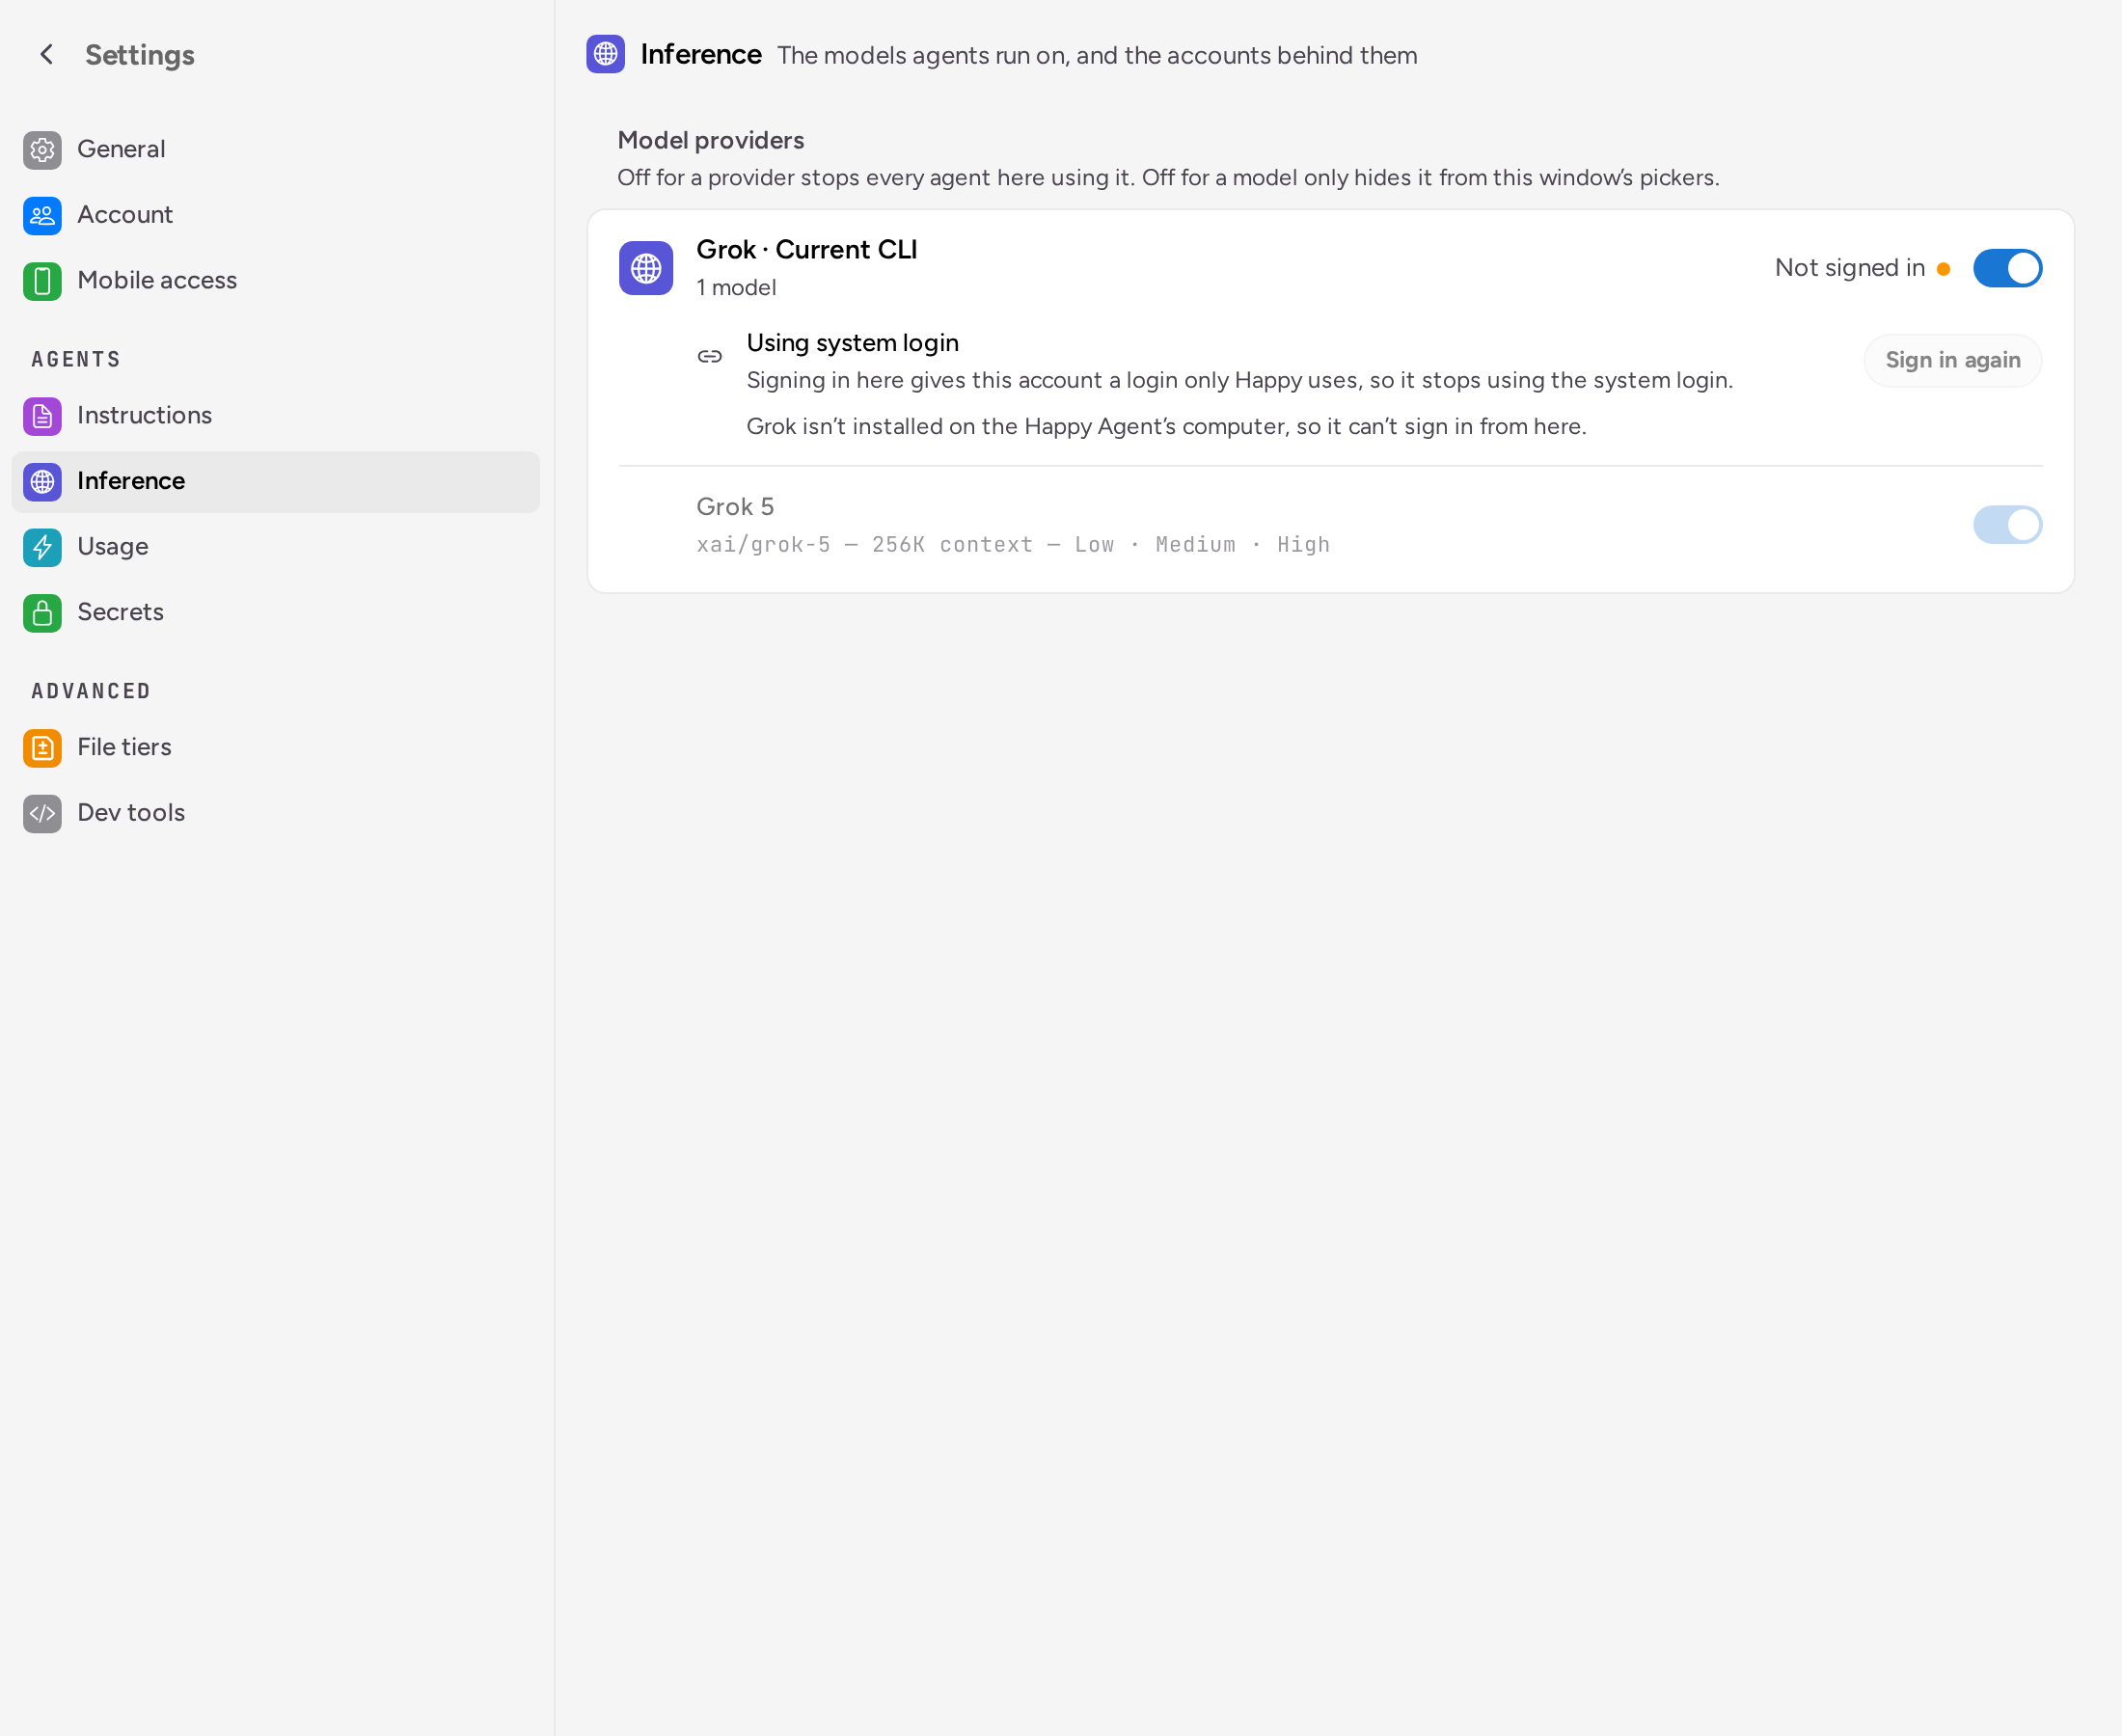 Settings
General
Account
Mobile access
AGENTS
Instructions
Inference
Usage
Secrets
ADVANCED
File tiers
Dev tools
Inference The models agents run on, and the accounts behind them
Model providers
Off for a provider stops every agent here using it. Off for a model only hides it from this window’s pickers.
Grok · Current CLI
1 model
Not signed in
Using system login
Signing in here gives this account a login only Happy uses, so it stops using the system login.
Sign in again
Grok isn’t installed on the Happy Agent’s computer, so it can’t sign in from here.
Grok 5
xai/grok-5 — 256K context — Low · Medium · High